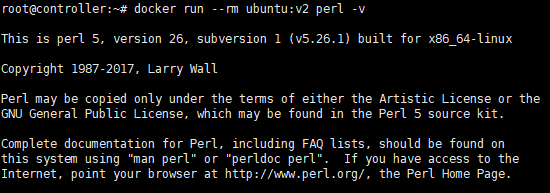 root@controller:~# docker run --rm ubuntu:v2 perl -v
This is perl 5, version 26, subversion 1 (v5.26.1) built for x86_64-linux
Copyright 1987-2017, Larry Wall
Perl may be copied only under the terms of either the Artistic License or the
GNU General Public License, which may be found in the Perl 5 source kit.
Complete documentation for Perl, including FAQ lists, should be found on
this system using "man perl" or "perldoc perl".  If you have access to the
Internet, point your browser at http://www.perl.org/, the Perl Home Page.